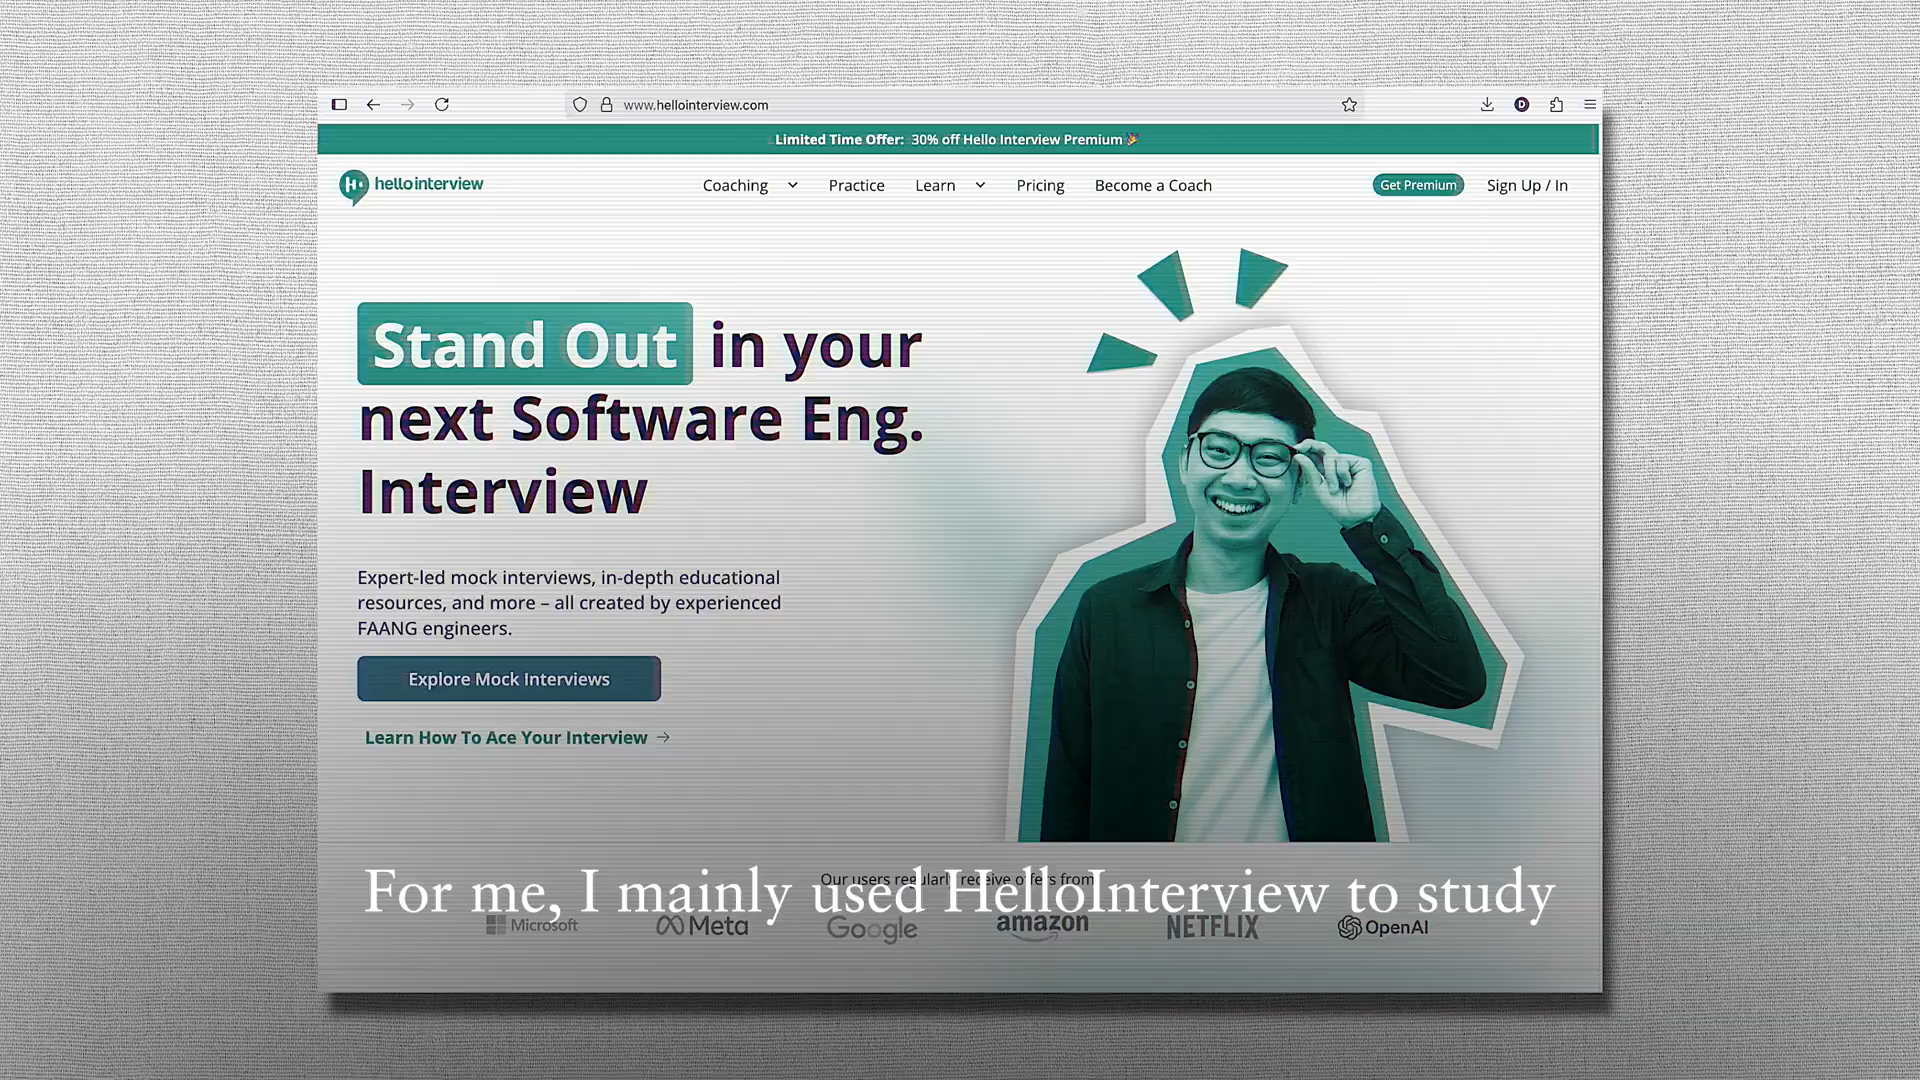 www.hellointerview.com
Limited Time Offer: 30% off Hello Interview Premium 🎉
hellointerview
Coaching
Practice
Learn
Pricing
Become a Coach
Get Premium
Sign Up / In
Stand Out in your
next Software Eng.
Interview
Expert-led mock interviews, in-depth educational
resources, and more – all created by experienced
FAANG engineers.
Explore Mock Interviews
Learn How To Ace Your Interview →
Our users regularly receive offers from
For me, I mainly used HelloInterview to study
Microsoft
Meta
Google
amazon
NETFLIX
OpenAI